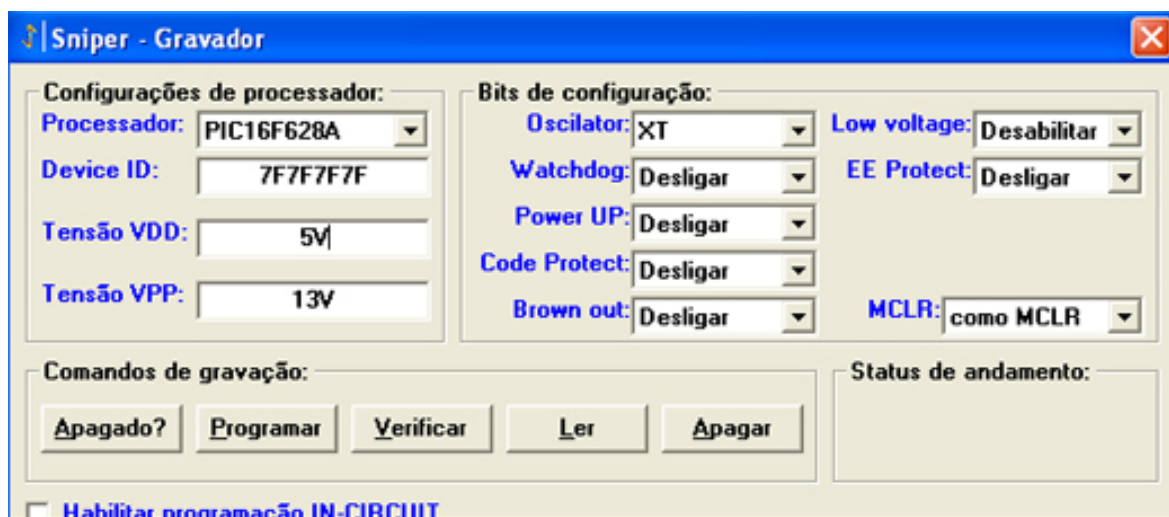 Sniper - Gravador
Configurações de processador:
Processador: PIC16F628A
Device ID: 7F7F7F7F
Tensão VDD: 5V
Tensão VPP: 13V
Bits de configuração:
Oscilator: XT
Watchdog: Desligar
Power UP: Desligar
Code Protect: Desligar
Brown out: Desligar
Low voltage: Desabilitar
EE Protect: Desligar
MCLR: como MCLR
Comandos de gravação:
Apagado? Programar Verificar Ler Apagar
Status de andamento:
Habilitar programação IN-CIRCUIT